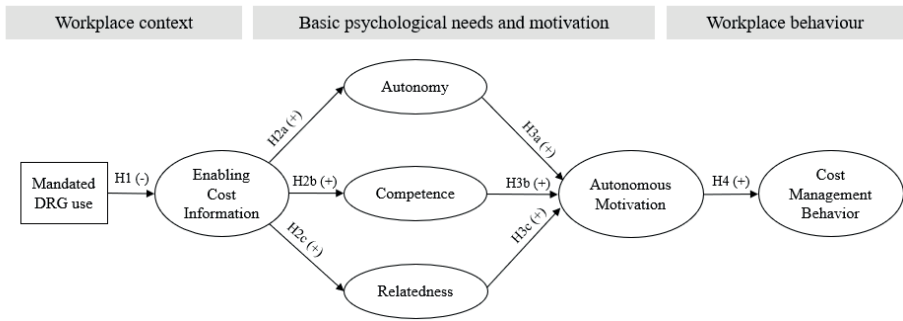 Workplace context
Basic psychological needs and motivation
Workplace behaviour
Autonomy
H2a (+)
H3a (+)
Mandated
DRG use
H1 (-)
Enabling
Cost
Information
H2b (+)
Competence
H3b (+)
Autonomous
Motivation
H4 (+)
Cost
Management
Behavior
H2c (+)
H3c (+)
Relatedness